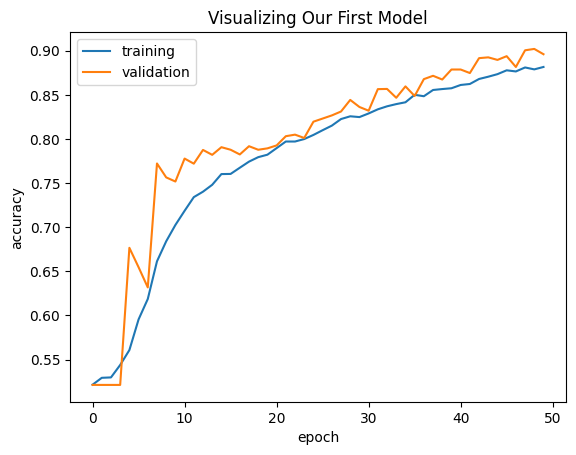 Visualizing Our First Model
training
validation
0.90
0.85
0.80
0.75
0.70
0.65
0.60
0.55
accuracy
0 10 20 30 40 50
epoch